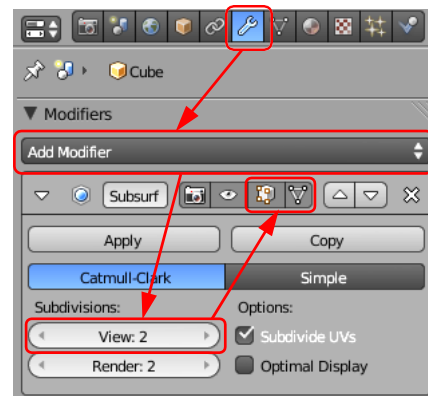 Cube
Modifiers
Add Modifier
Subsurf
Apply
Copy
Catmull-Clark
Simple
Subdivisions:
Options:
View: 2
Subdivide UVs
Render: 2
Optimal Display